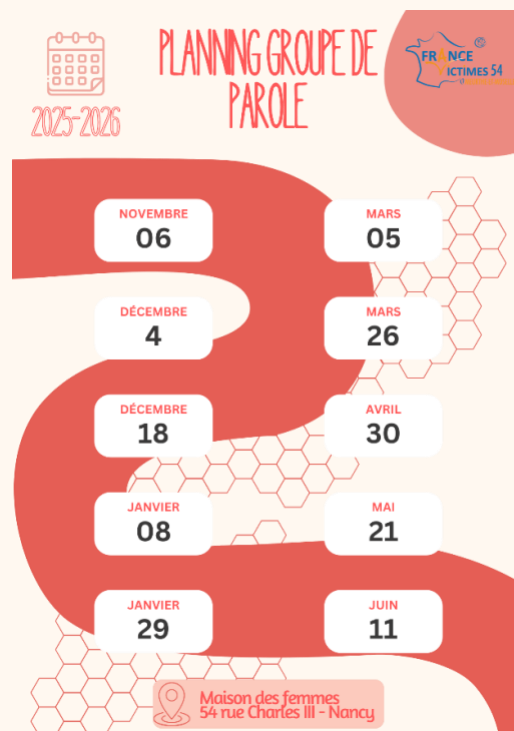 PLANNING GROUPE DE
PAROLE
2025-2026
FRANCE
VICTIMES 54
NOVEMBRE
06
DÉCEMBRE
4
DÉCEMBRE
18
JANVIER
08
JANVIER
29
MARS
05
MARS
26
AVRIL
30
MAI
21
JUIN
11
Maison des femmes
54 rue Charles III - Nancy